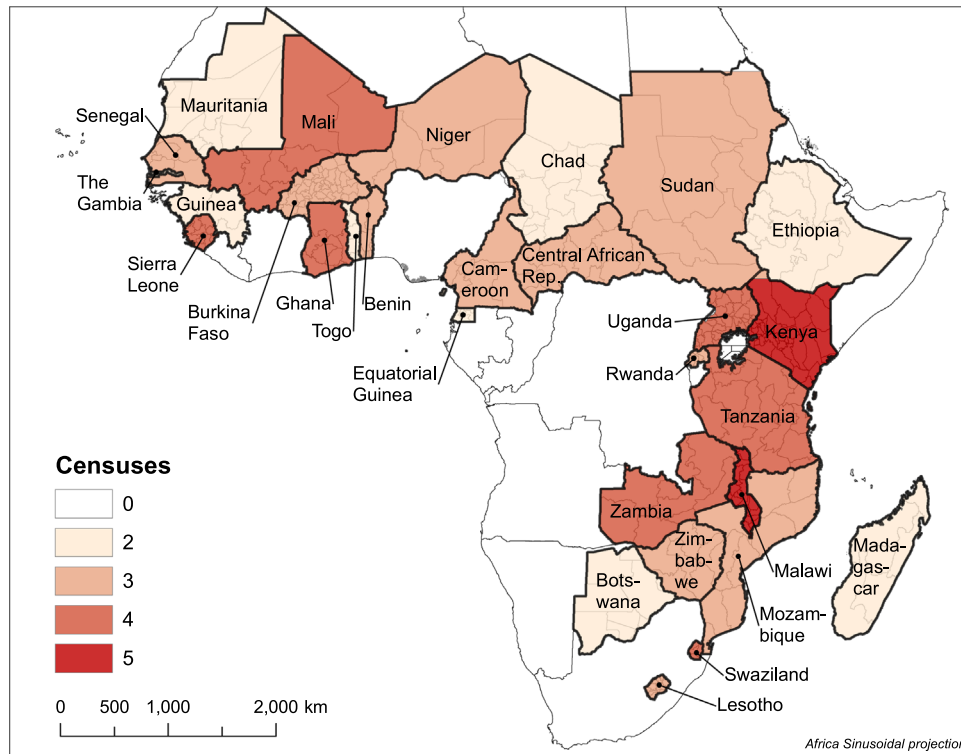 Mauritania
Senegal
Mali
Niger
Chad
Sudan
The
Gambia
Guinea
Ethiopia
Sierra
Leone
Burkina
Faso
Ghana
Togo
Benin
Cam-
eroon
Central African
Rep.
Equatorial
Guinea
Uganda
Kenya
Rwanda
Tanzania
Zambia
Malawi
Zim-
bab-
we
Mozam-
bique
Bots-
wana
Mada-
gas-
car
Swaziland
Lesotho
Censuses
0
2
3
4
5
0 500 1,000 2,000 km
Africa Sinusoidal projection